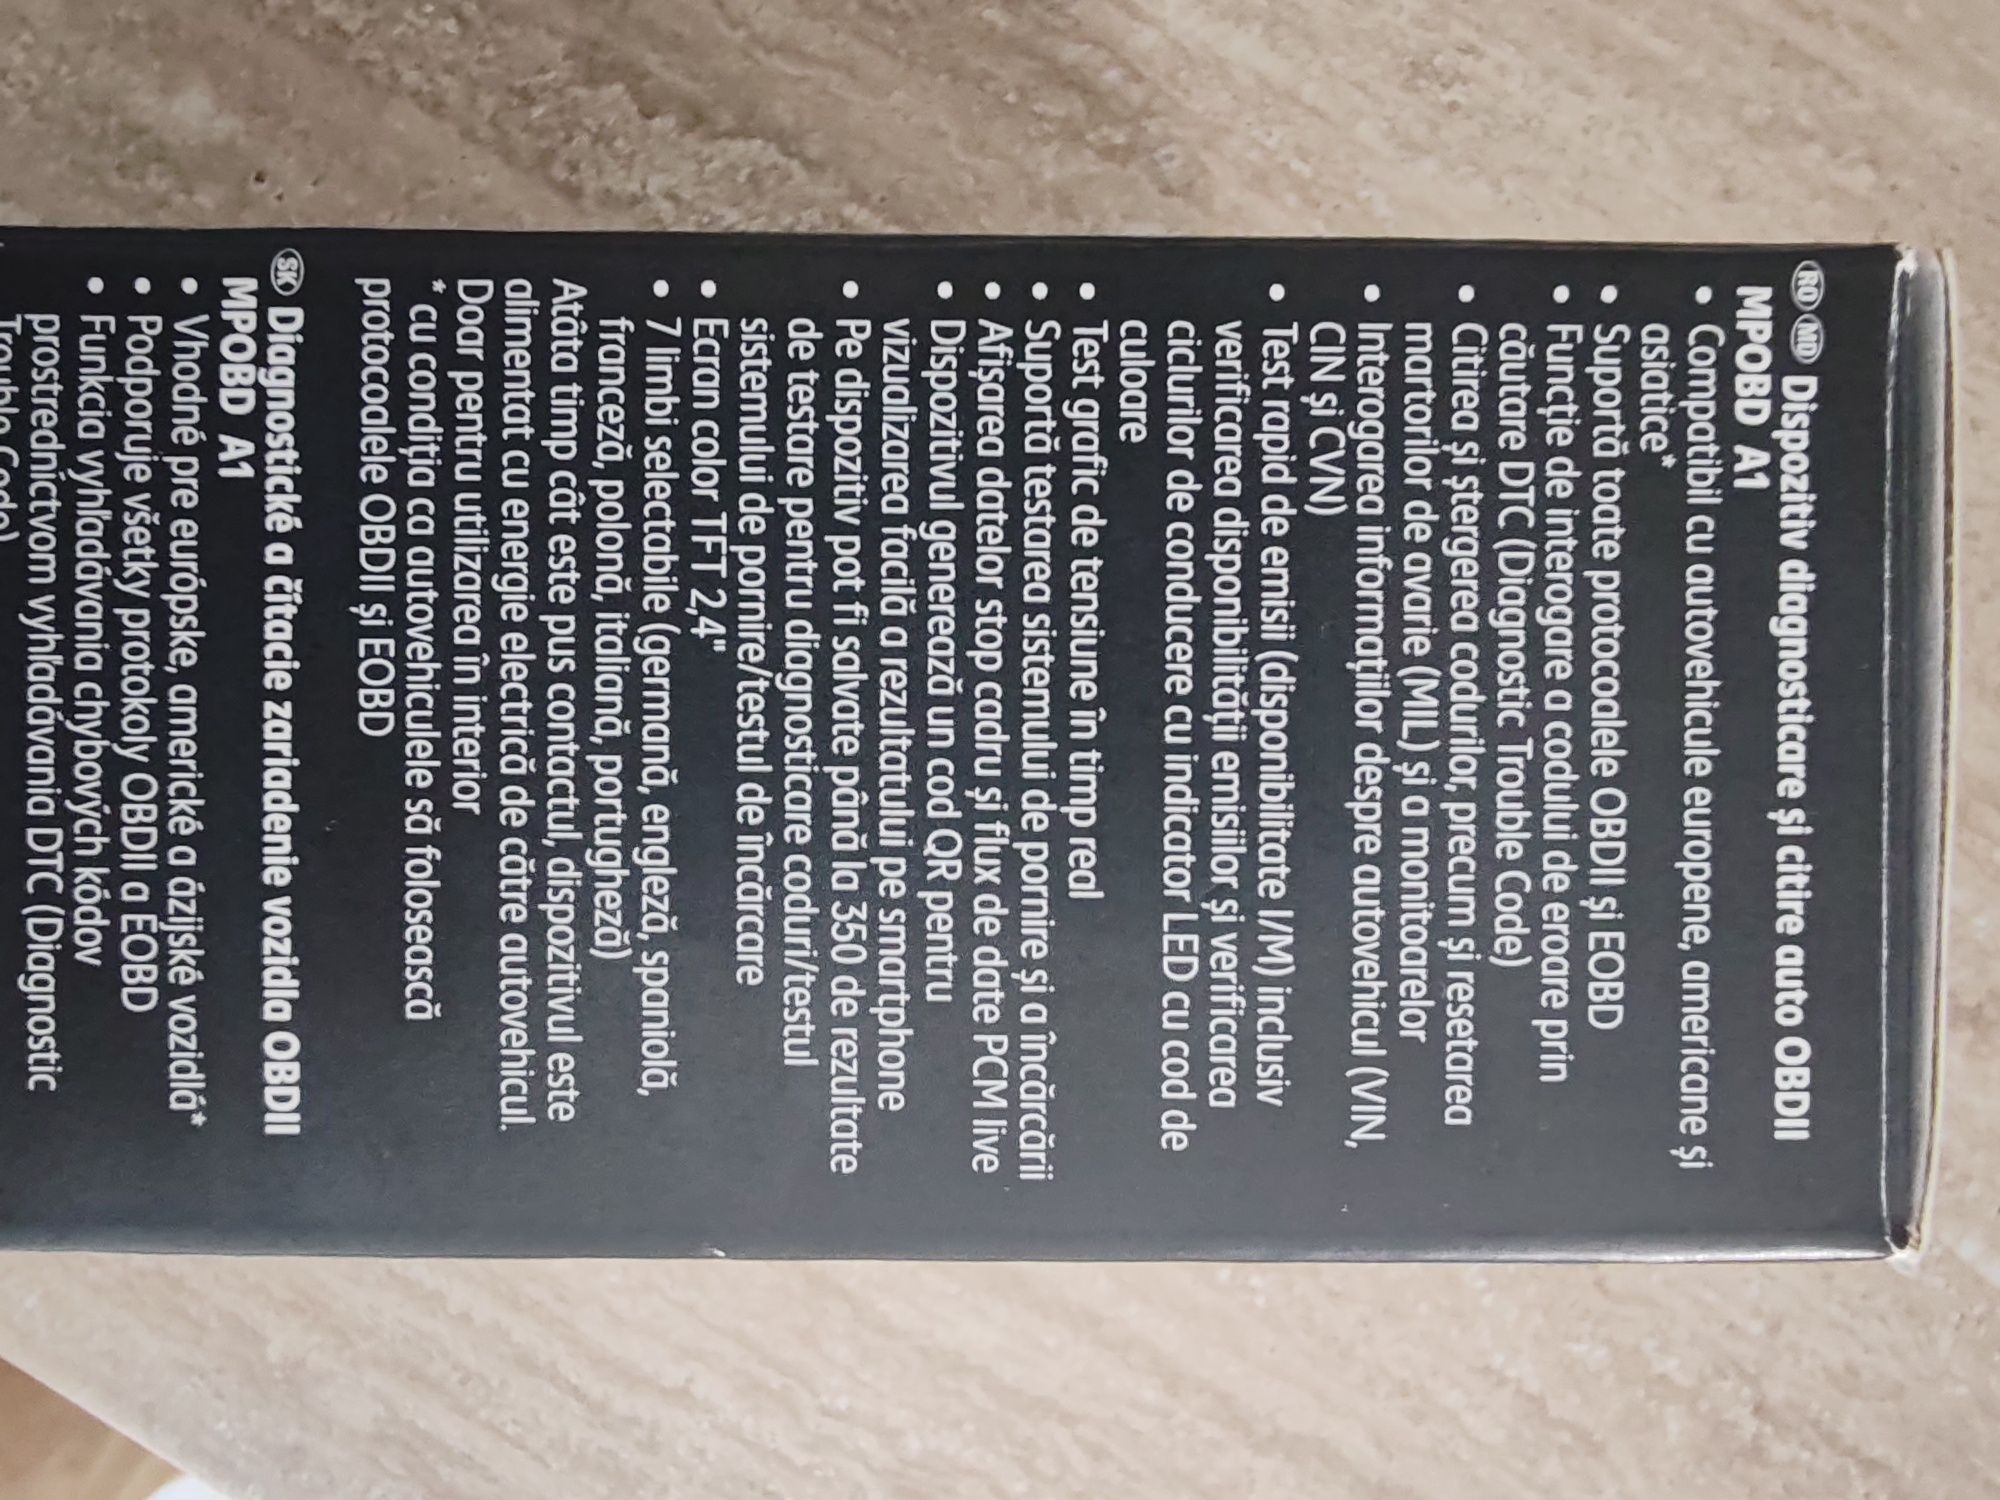 RO MD Dispozitiv diagnosticare și citire auto OBDII
MPOBD A1
• Compatibil cu autovehicule europene, americane și
asiatice*
• Suportă toate protocoalele OBDII și EOBD
• Funcție de interogare a codului de eroare prin
căutare DTC (Diagnostic Trouble Code)
• Citirea și ștergerea codurilor, precum și resetarea
martorilor de avarie (MIL) și a monitoarelor
• Interogarea informațiilor despre autovehicul (VIN,
CIN și CVN)
• Test rapid de emisii (disponibilitate I/M) inclusiv
verificarea disponibilității emisiilor și verificarea
ciclurilor de conducere cu indicator LED cu cod de
culoare
• Test grafic de tensiune în timp real
• Suportă testarea sistemului de pornire și a încărcării
• Afișarea datelor stop cadru și flux de date PCM live
• Dispozitivul generează un cod QR pentru
vizualizarea facilă a rezultatului pe smartphone
• Pe dispozitiv pot fi salvate până la 350 de rezultate
de testare pentru diagnosticare coduri/testul
sistemului de pornire/testul de încărcare
• Ecran color TFT 2,4"
• 7 limbi selectabile (germană, engleză, spaniolă,
franceză, polonă, italiană, portugheză)
Atâta timp cât este pus contactul, dispozitivul este
alimentat cu energie electrică de către autovehicul.
Doar pentru utilizarea în interior
* cu condiția ca autovehiculele să folosească
protocoalele OBDII și EOBD
SK Diagnostické a čítacie zariadenie vozidla OBDII
MPOBD A1
• Vhodné pre európske, americké a ázijské vozidlá*
• Podporuje všetky protokoly OBDII a EOBD
• Funkcia vyhľadávania chybových kódov
prostredníctvom vyhľadávania DTC (Diagnostic
Trouble Code)